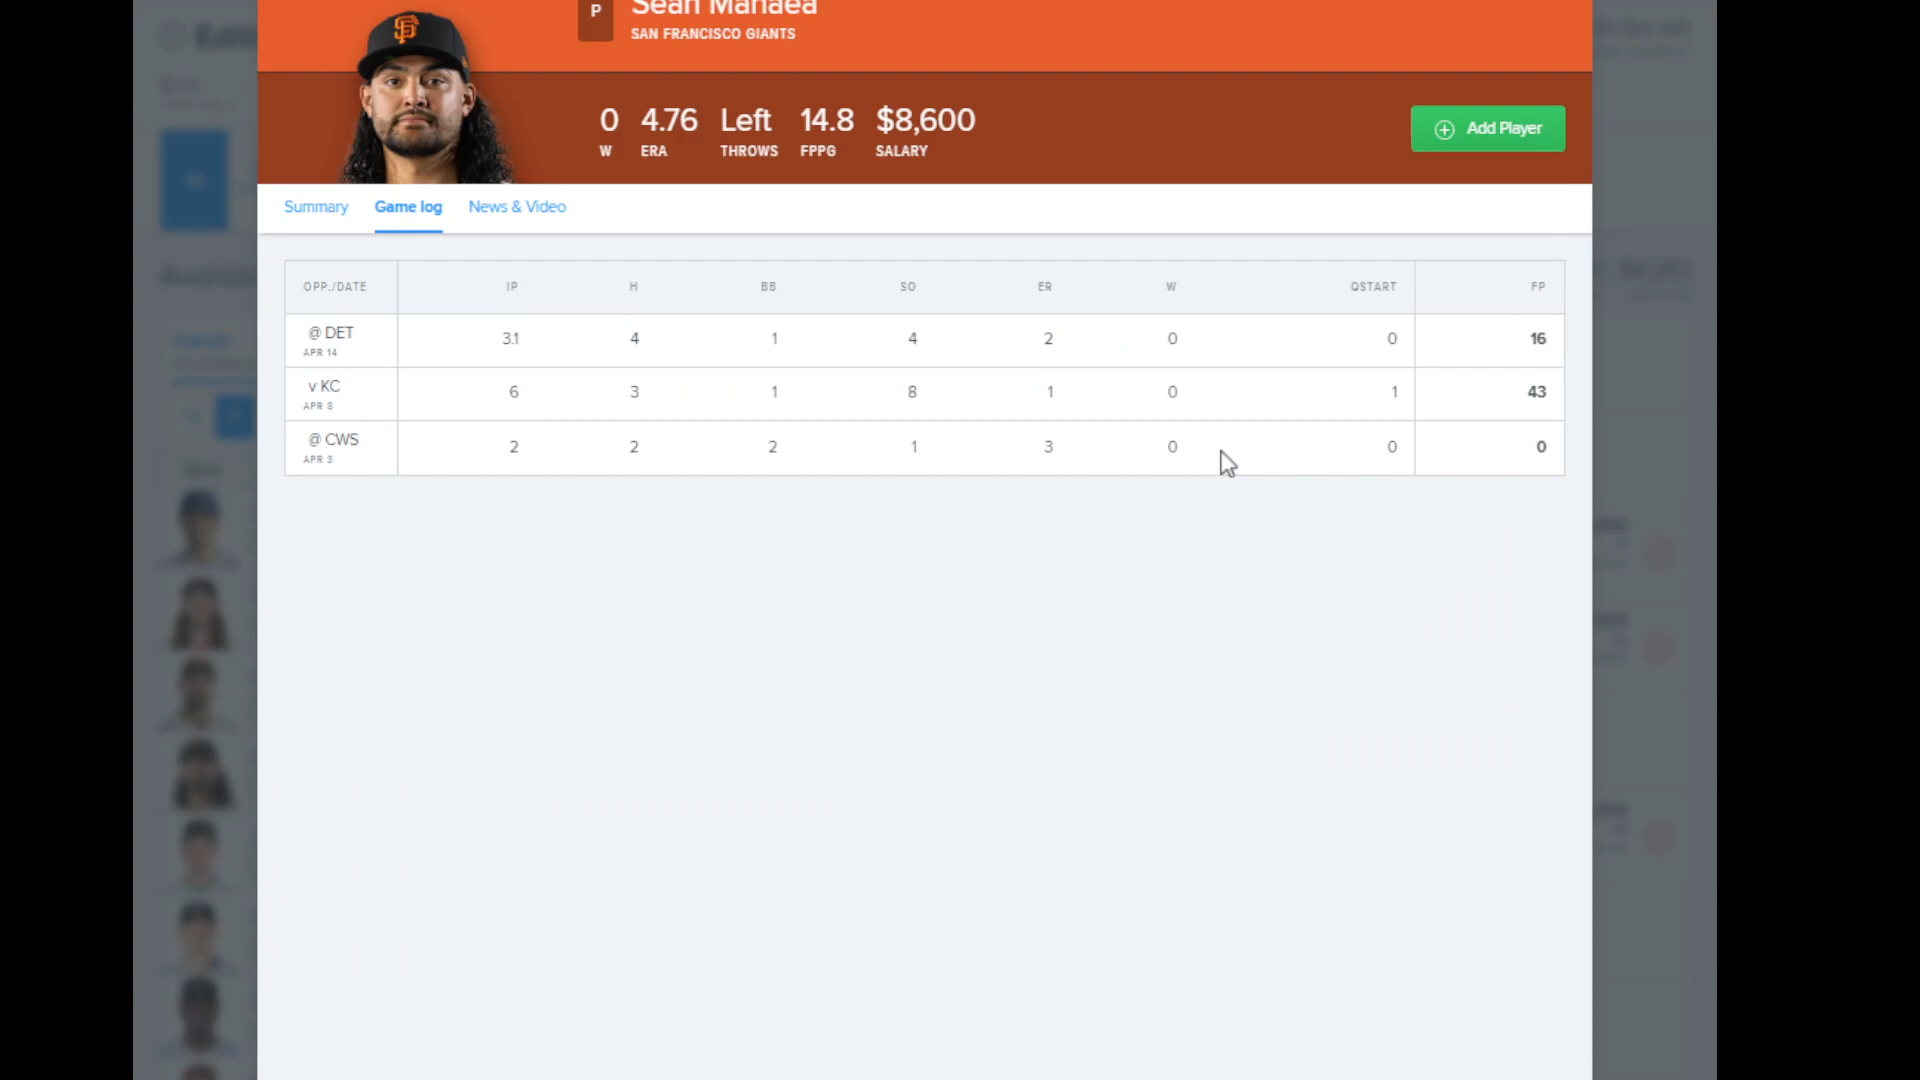 Sean Manaea
P
SAN FRANCISCO GIANTS
0 4.76 Left 14.8 $8,600
W ERA THROWS FPPG SALARY
Add Player
Summary Game log News & Video
OPP./DATE IP H BB SO ER W QSTART FP
@ DET 3.1 4 1 4 2 0 0 16
APR 14
v KC 6 3 1 8 1 0 1 43
APR 8
@ CWS 2 2 2 1 3 0 0 0
APR 3